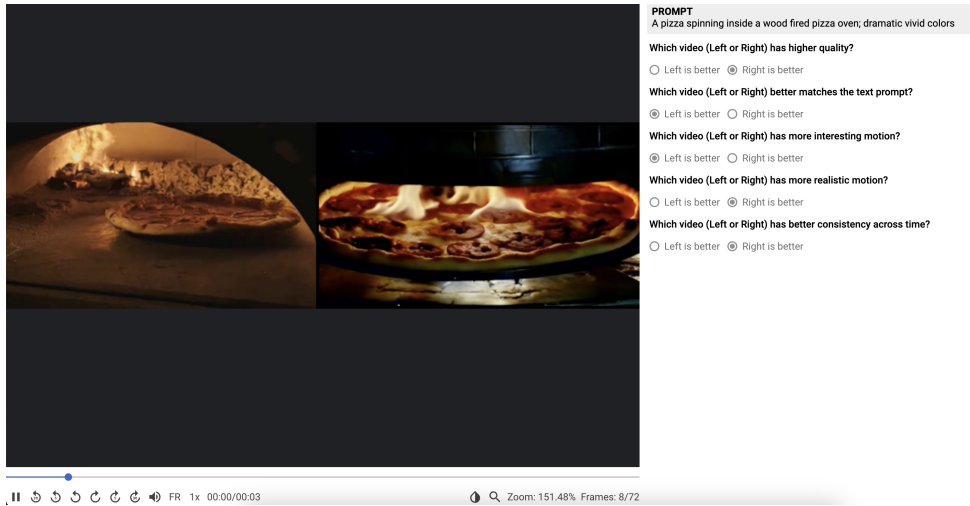 PROMPT
A pizza spinning inside a wood fired pizza oven; dramatic vivid colors
Which video (Left or Right) has higher quality?
Left is better Right is better
Which video (Left or Right) better matches the text prompt?
Left is better Right is better
Which video (Left or Right) has more interesting motion?
Left is better Right is better
Which video (Left or Right) has more realistic motion?
Left is better Right is better
Which video (Left or Right) has better consistency across time?
Left is better Right is better
FR 1x 00:00/00:03 Zoom: 151.48% Frames: 8/72